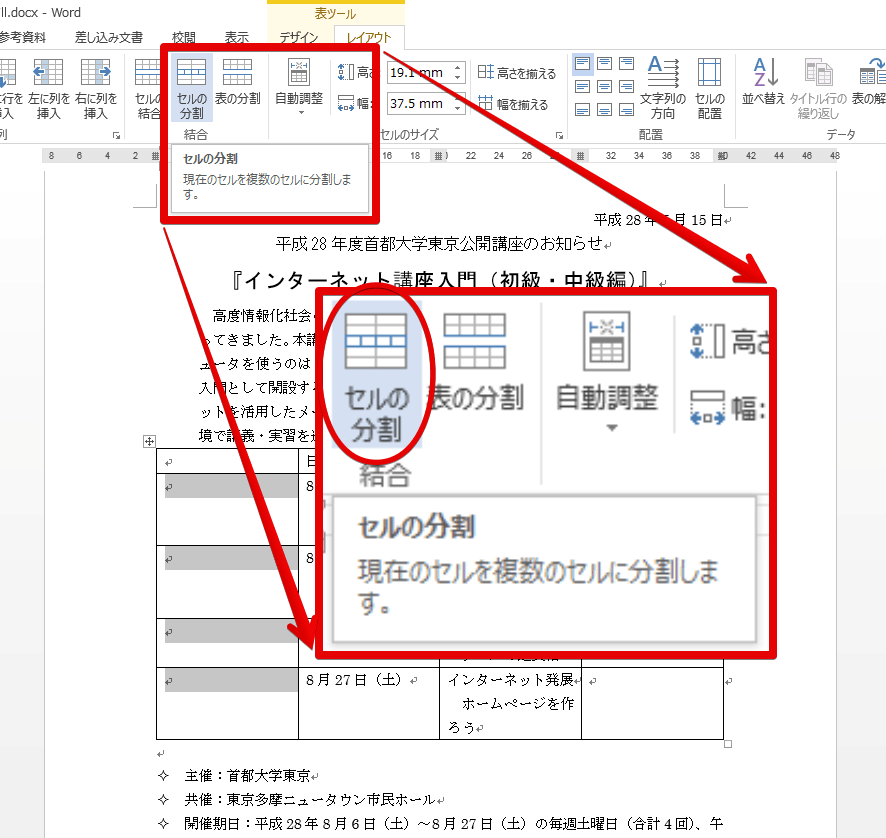 ll.docx - Word
表ツール
参考資料 差し込み文書 校閲 表示 デザイン レイアウト
左に列を挿入
右に列を挿入
セルの結合
セルの分割
表の分割
自動調整
高さ
19.1 mm
幅:
37.5 mm
高さを揃える
幅を揃える
文字列の方向
セルの配置
並べ替え
タイトル行の繰り返し
表の解
列
結合
セルのサイズ
配置
データ
セルの分割
現在のセルを複数のセルに分割しま
す。
8 6 4 2 16 18 22 24 26 28 32 34 36 38 40 42 44 46 48
平成 28 年 月 15 日
平成 28 年度首都大学東京公開講座のお知らせ
『インターネット講座入門（初級・中級編）』
高度情報化社会
ってきました。本講
ュータを使うのは
入門として開設す
ットを活用したメー
境で講義・実習を
セルの
分割
表の分割
自動調整
高さ
幅:
結合
セルの分割
現在のセルを複数のセルに分割しま
す。
日
8
8
8 月 27 日（土）
インターネット発展
ホームページを作
ろう
主催：首都大学東京
共催：東京多摩ニュータウン市民ホール
開催期日：平成 28 年 8 月 6 日（土）～8 月 27 日（土）の毎週土曜日（合計 4 回）、午